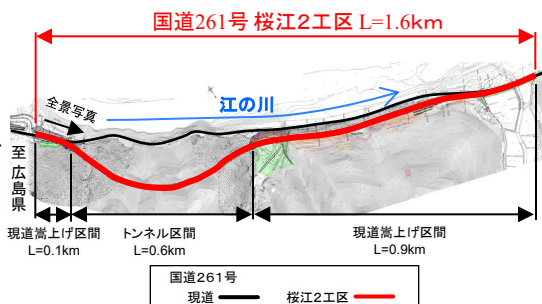 国道261号 桜江2工区 L=1.6km
全景写真
江の川
至 広島県
現道嵩上げ区間
L=0.1km
トンネル区間
L=0.6km
現道嵩上げ区間
L=0.9km
国道261号
現道
桜江2工区